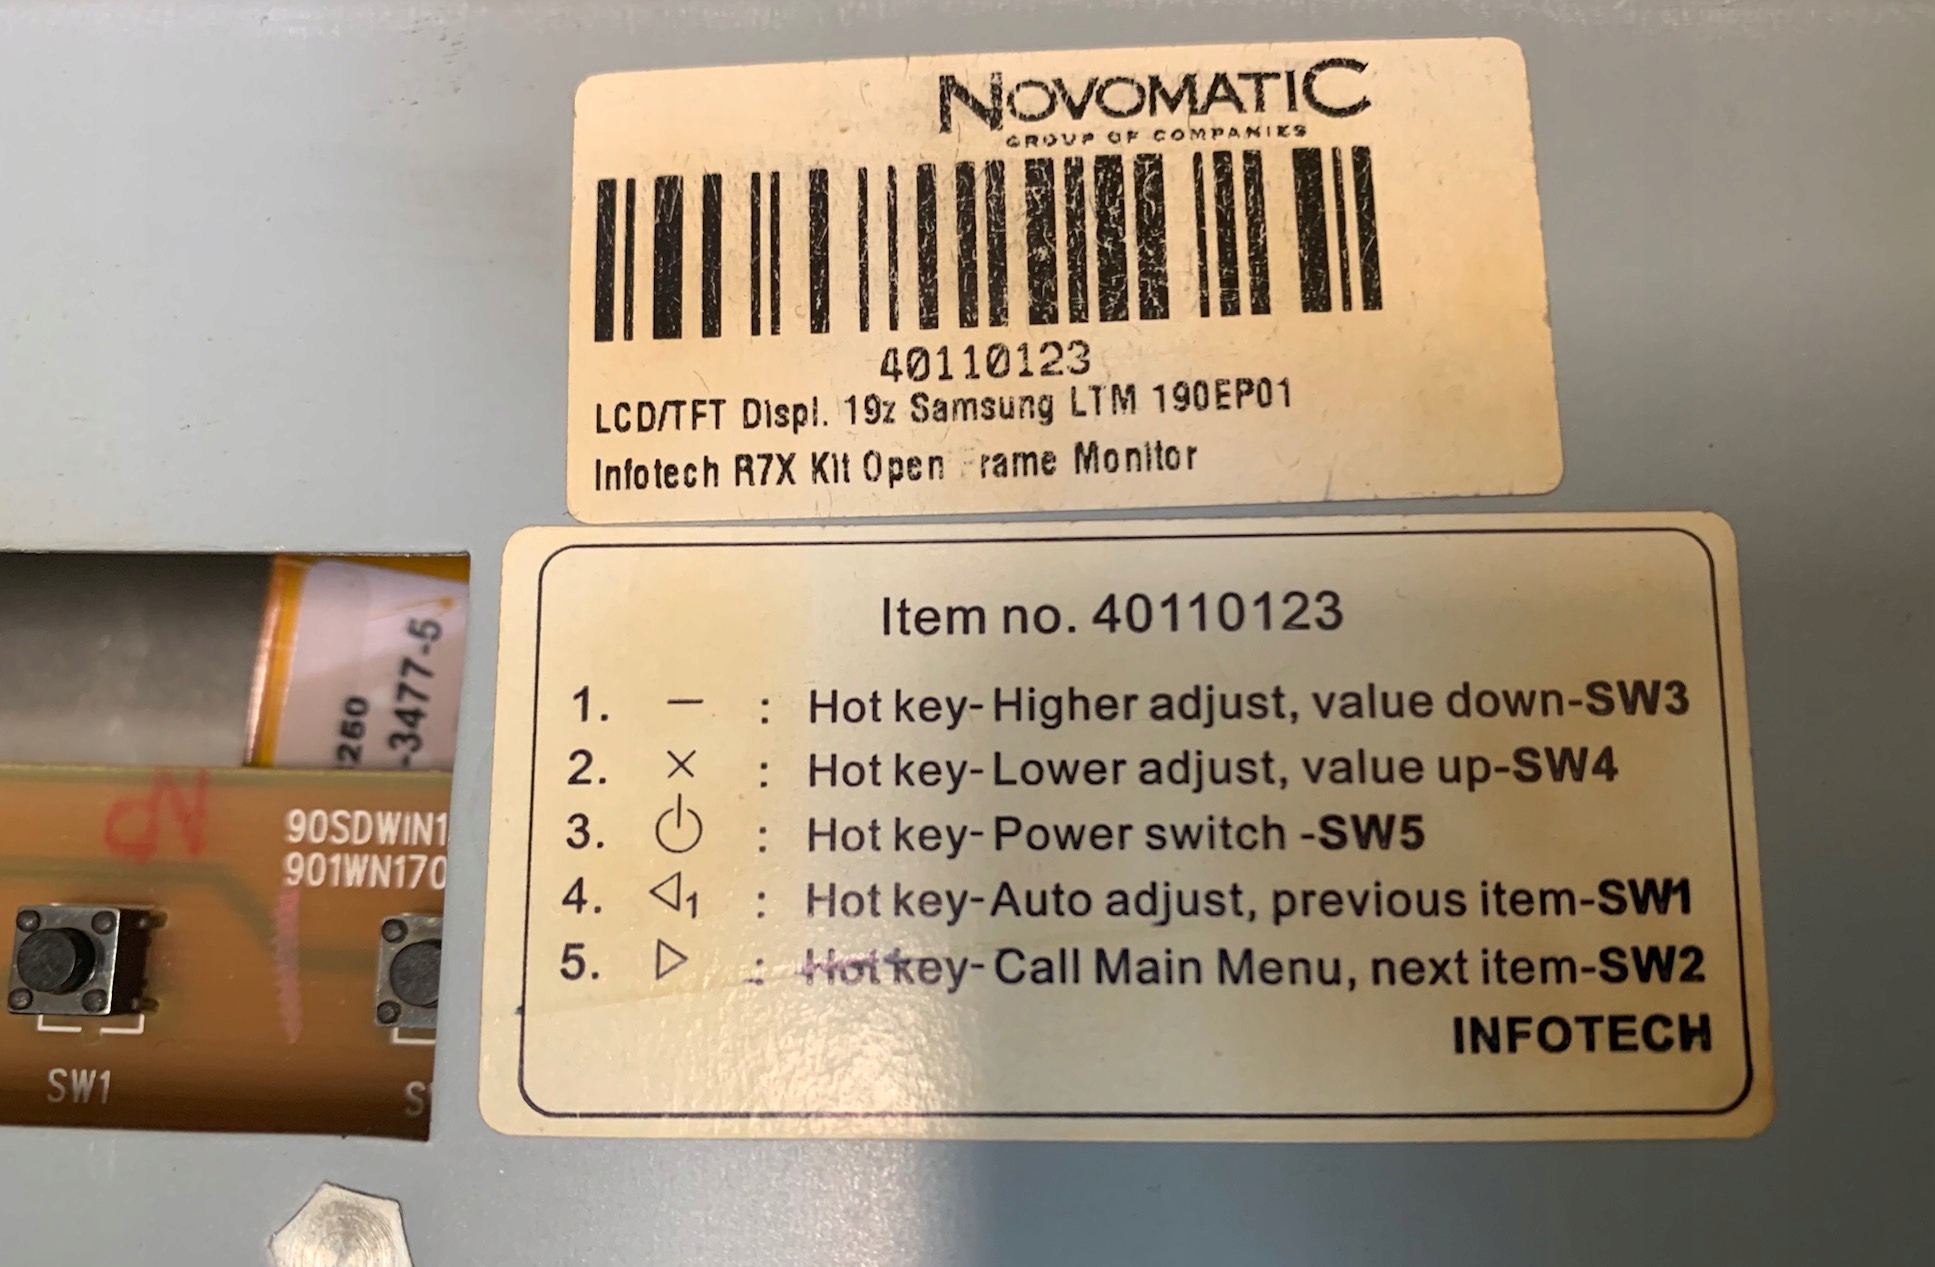 NOVOMATIC
GROUP OF COMPANIES
40110123
LCD/TFT Displ. 19z Samsung LTM 190EP01
Infotech R7X Kit Open rame Monitor
Item no. 40110123
1. — : Hot key-Higher adjust, value down-SW3
2. × : Hot key-Lower adjust, value up-SW4
3. ⏻ : Hot key-Power switch -SW5
4. ◁1 : Hot key-Auto adjust, previous item-SW1
5. ▷ : Hot key-Call Main Menu, next item-SW2
INFOTECH
260
-3477-5
90SDWIN1
901WN170
SW1